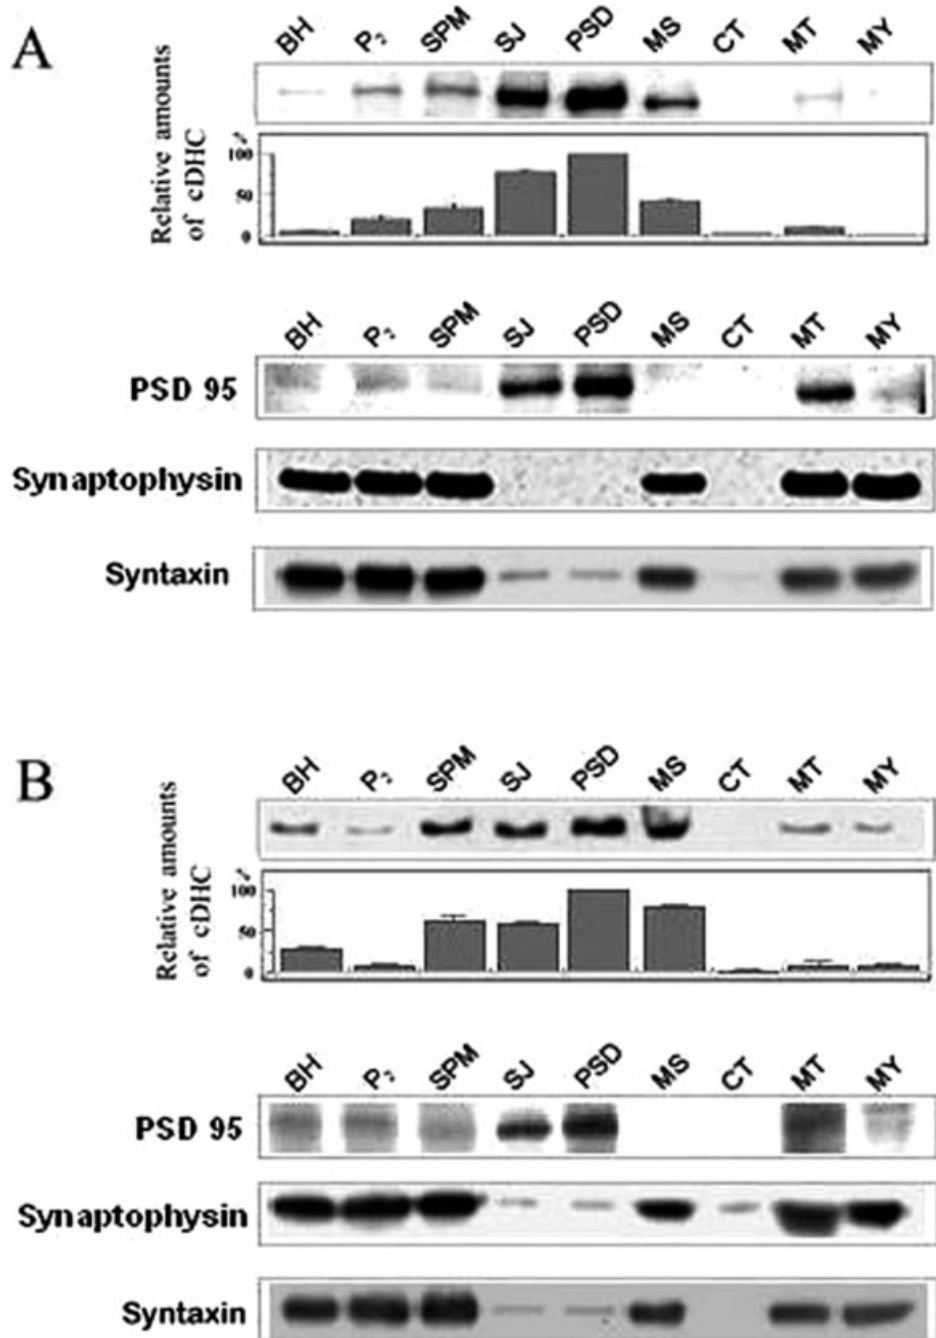 A
BH P2 SPM SJ PSD MS CT MT MY
Relative amounts
of cDHC
%
100
50
0
BH P2 SPM SJ PSD MS CT MT MY
PSD 95
Synaptophysin
Syntaxin
B
BH P2 SPM SJ PSD MS CT MT MY
Relative amounts
of cDHC
%
100
50
0
BH P2 SPM SJ PSD MS CT MT MY
PSD 95
Synaptophysin
Syntaxin